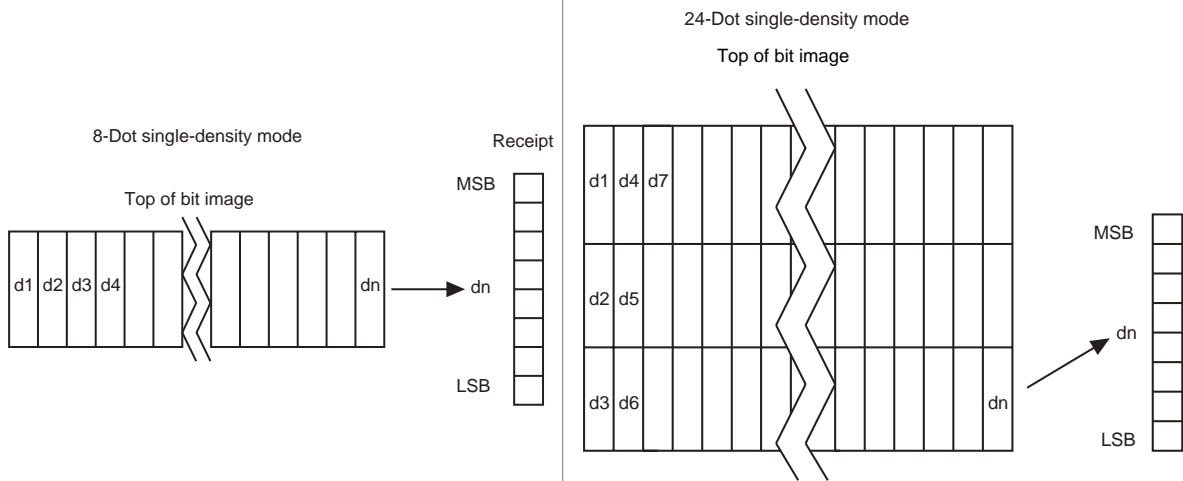 8-Dot single-density mode
Receipt
Top of bit image
MSB
d1 d2 d3 d4 dn dn
LSB
24-Dot single-density mode
Top of bit image
d1 d4 d7
MSB
d2 d5
dn
d3 d6 dn
LSB